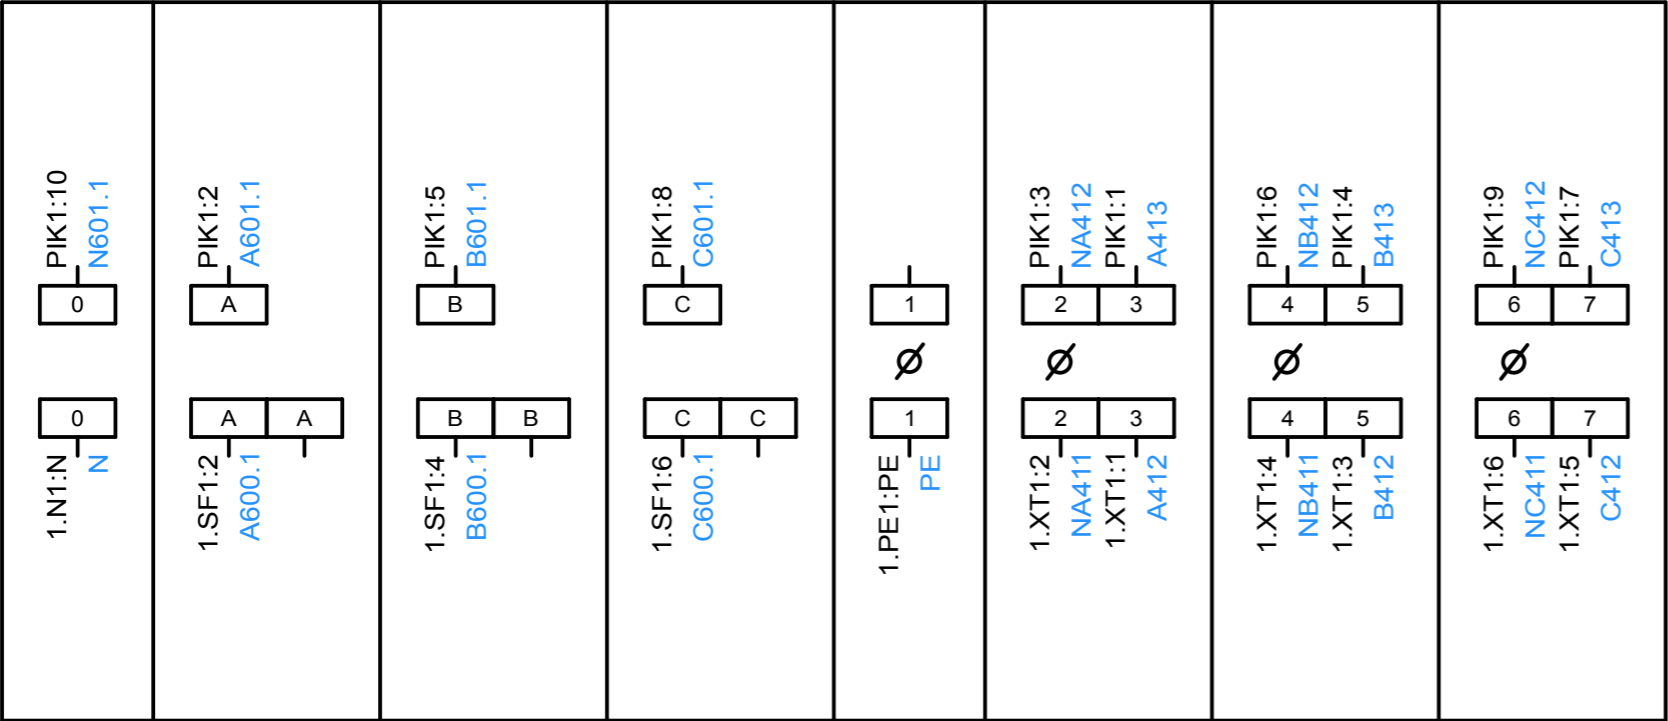 PIK1:10
N601.1
0
0
1.N1:N
N
PIK1:2
A601.1
A
A A
1.SF1:2
A600.1
PIK1:5
B601.1
B
B B
1.SF1:4
B600.1
PIK1:8
C601.1
C
C C
1.SF1:6
C600.1
1
1
1.PE1:PE
PE
PIK1:3
NA412
PIK1:1
A413
2 3
2 3
1.XT1:2
NA411
1.XT1:1
A412
PIK1:6
NB412
PIK1:4
B413
4 5
4 5
1.XT1:4
NB411
1.XT1:3
B412
PIK1:9
NC412
PIK1:7
C413
6 7
6 7
1.XT1:6
NC411
1.XT1:5
C412